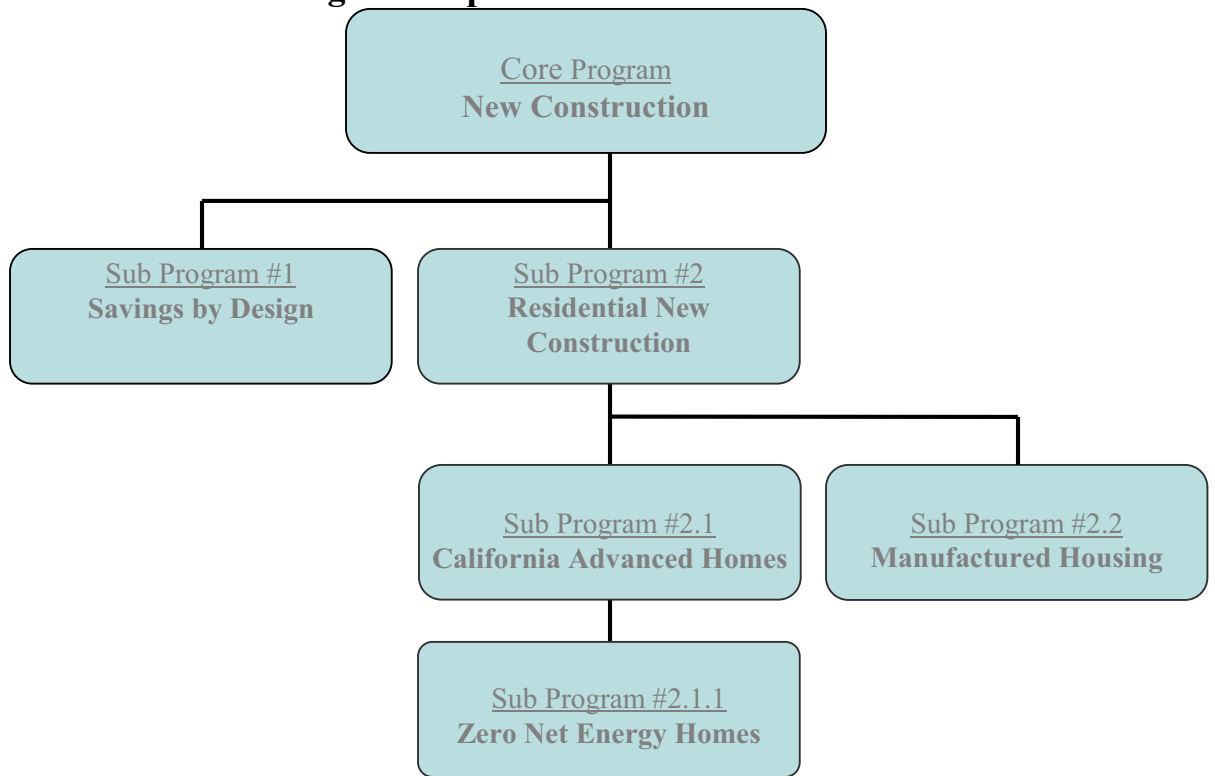 Core Program
New Construction
Sub Program #1
Savings by Design
Sub Program #2
Residential New
Construction
Sub Program #2.1
California Advanced Homes
Sub Program #2.2
Manufactured Housing
Sub Program #2.1.1
Zero Net Energy Homes